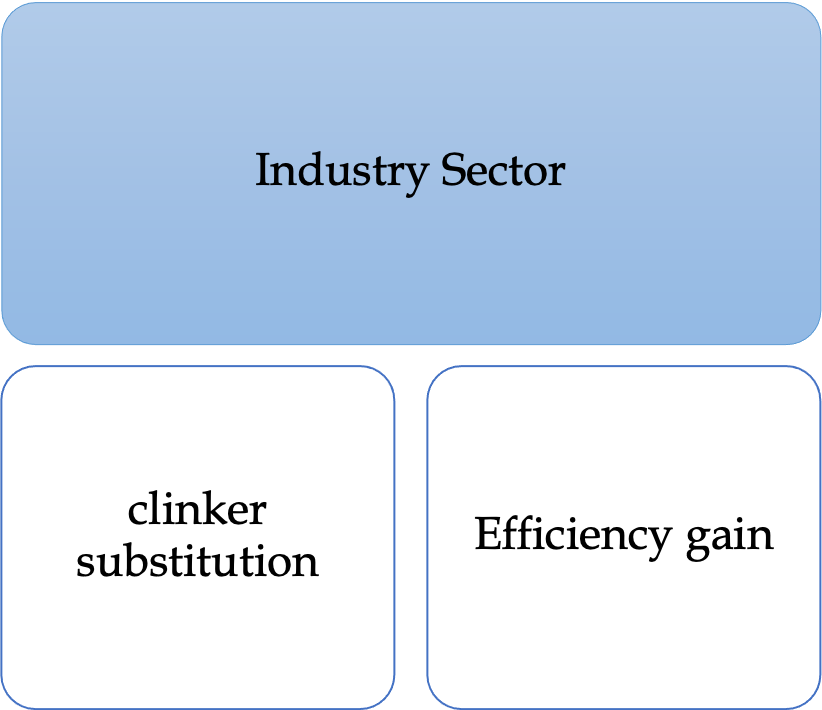 Industry Sector
clinker
substitution
Efficiency gain